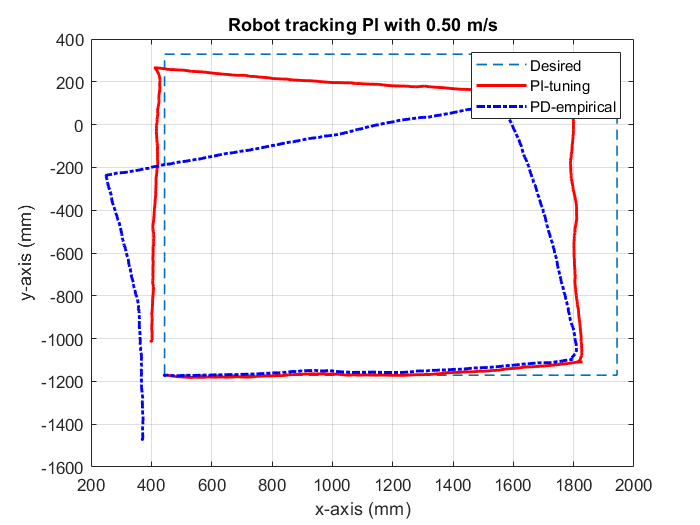 Robot tracking PI with 0.50 m/s
400
200
0
-200
-400
-600
-800
-1000
-1200
-1400
-1600
y-axis (mm)
Desired
PI-tuning
PD-empirical
200 400 600 800 1000 1200 1400 1600 1800 2000
x-axis (mm)